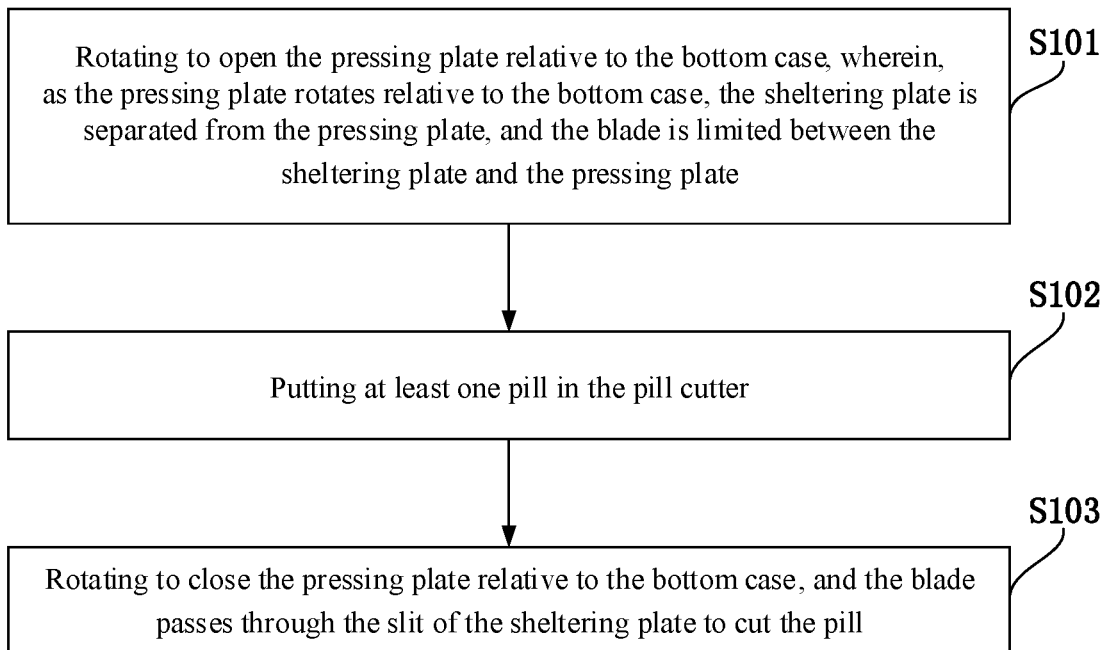 Rotating to open the pressing plate relative to the bottom case, wherein,
as the pressing plate rotates relative to the bottom case, the sheltering plate is
separated from the pressing plate, and the blade is limited between the
sheltering plate and the pressing plate
S101
Putting at least one pill in the pill cutter
S102
Rotating to close the pressing plate relative to the bottom case, and the blade
passes through the slit of the sheltering plate to cut the pill
S103